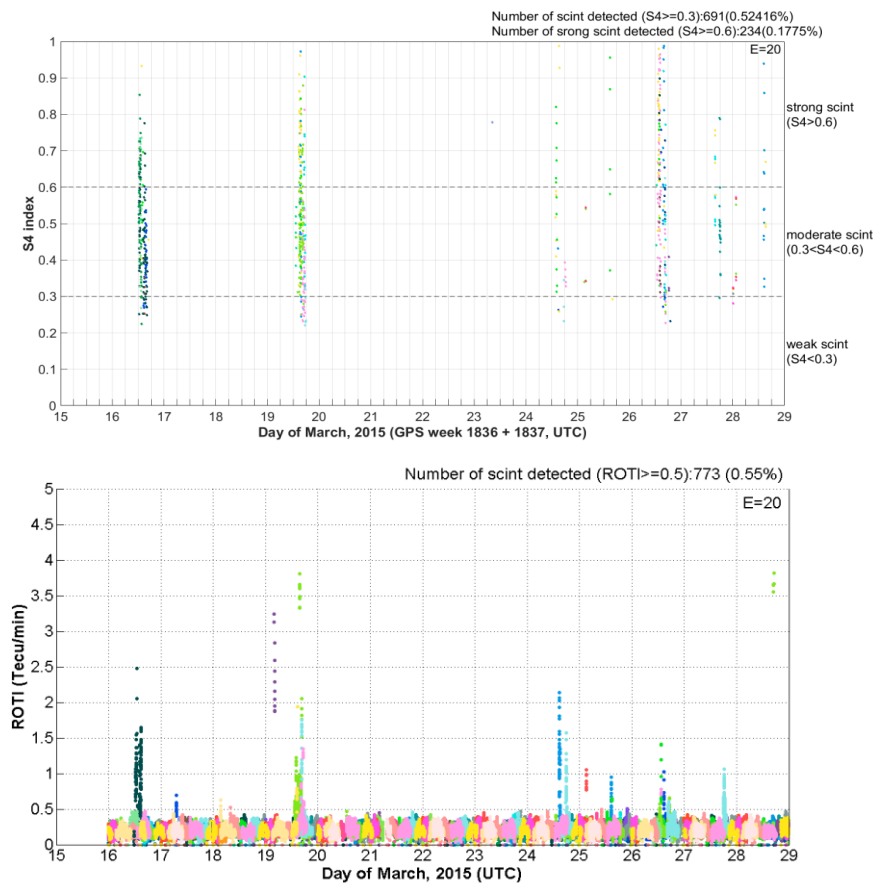 Number of scint detected (S4>=0.3):691(0.52416%)
Number of srong scint detected (S4>=0.6):234(0.1775%)
E=20
1
0.9
0.8
0.7
0.6
0.5
0.4
0.3
0.2
0.1
0
S4 index
strong scint
(S4>0.6)
moderate scint
(0.3<S4<0.6)
weak scint
(S4<0.3)
15 16 17 18 19 20 21 22 23 24 25 26 27 28 29
Day of March, 2015 (GPS week 1836 + 1837, UTC)
Number of scint detected (ROTI>=0.5):773 (0.55%)
E=20
5
4.5
4
3.5
3
2.5
2
1.5
1
0.5
0
ROTI (Tecu/min)
15 16 17 18 19 20 21 22 23 24 25 26 27 28 29
Day of March, 2015 (UTC)